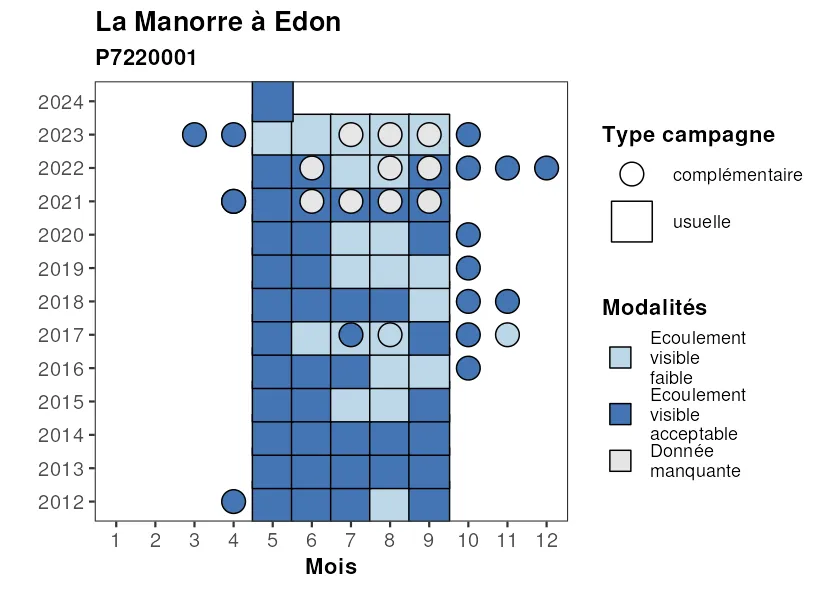 La Manorre à Edon
P7220001
2024
2023
2022
2021
2020
2019
2018
2017
2016
2015
2014
2013
2012
1 2 3 4 5 6 7 8 9 10 11 12
Mois
Type campagne
complémentaire
usuelle
Modalités
Ecoulement
visible
faible
Ecoulement
visible
acceptable
Donnée
manquante